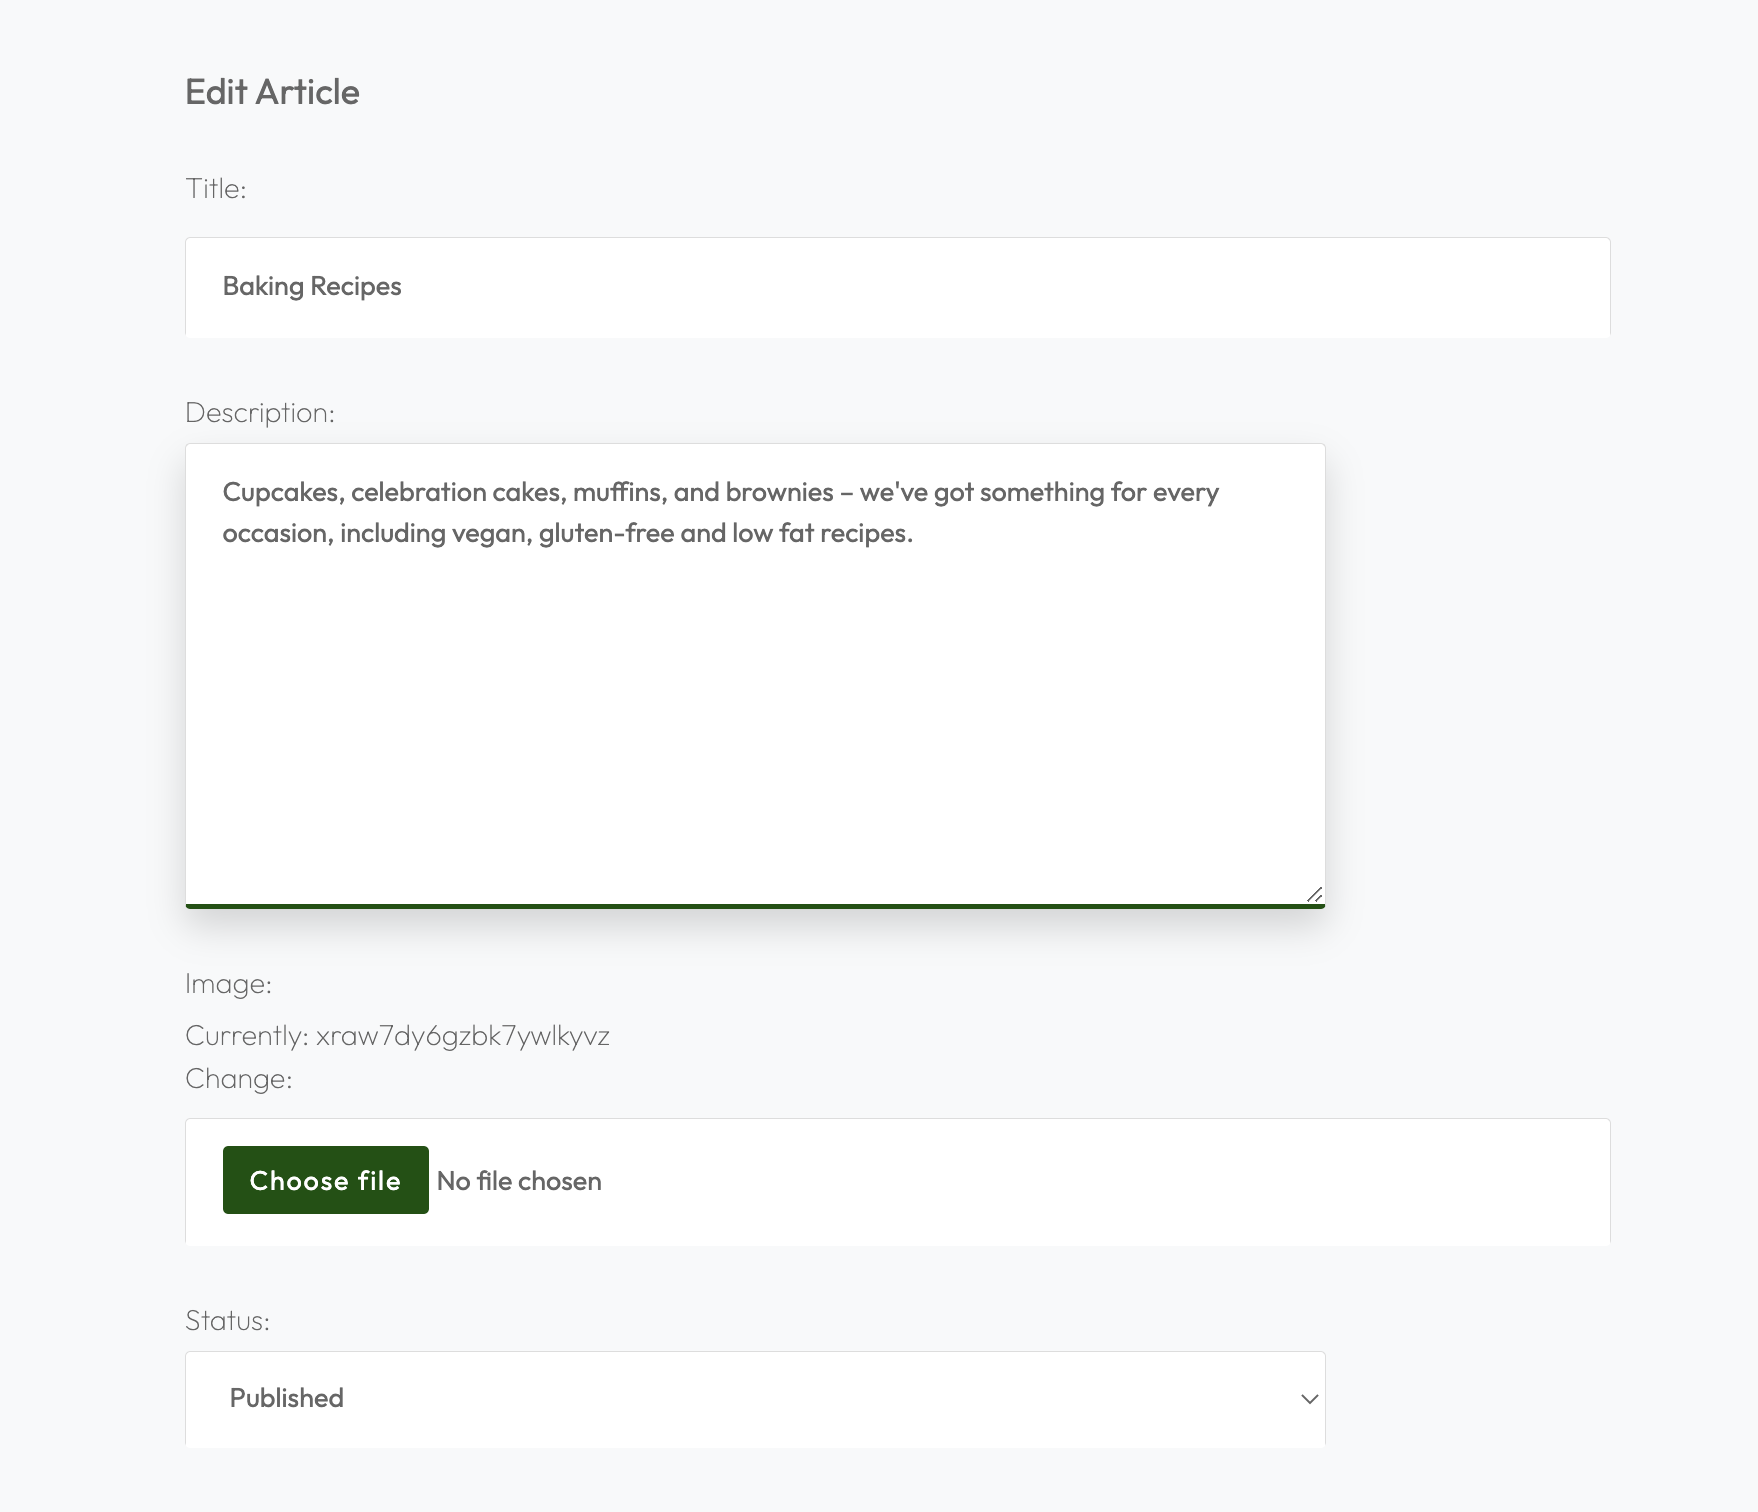 Edit Article
Title:
Baking Recipes
Description:
Cupcakes, celebration cakes, muffins, and brownies – we've got something for every
occasion, including vegan, gluten-free and low fat recipes.
Image:
Currently: xraw7dy6gzbk7ywlkyvz
Change:
Choose file No file chosen
Status:
Published